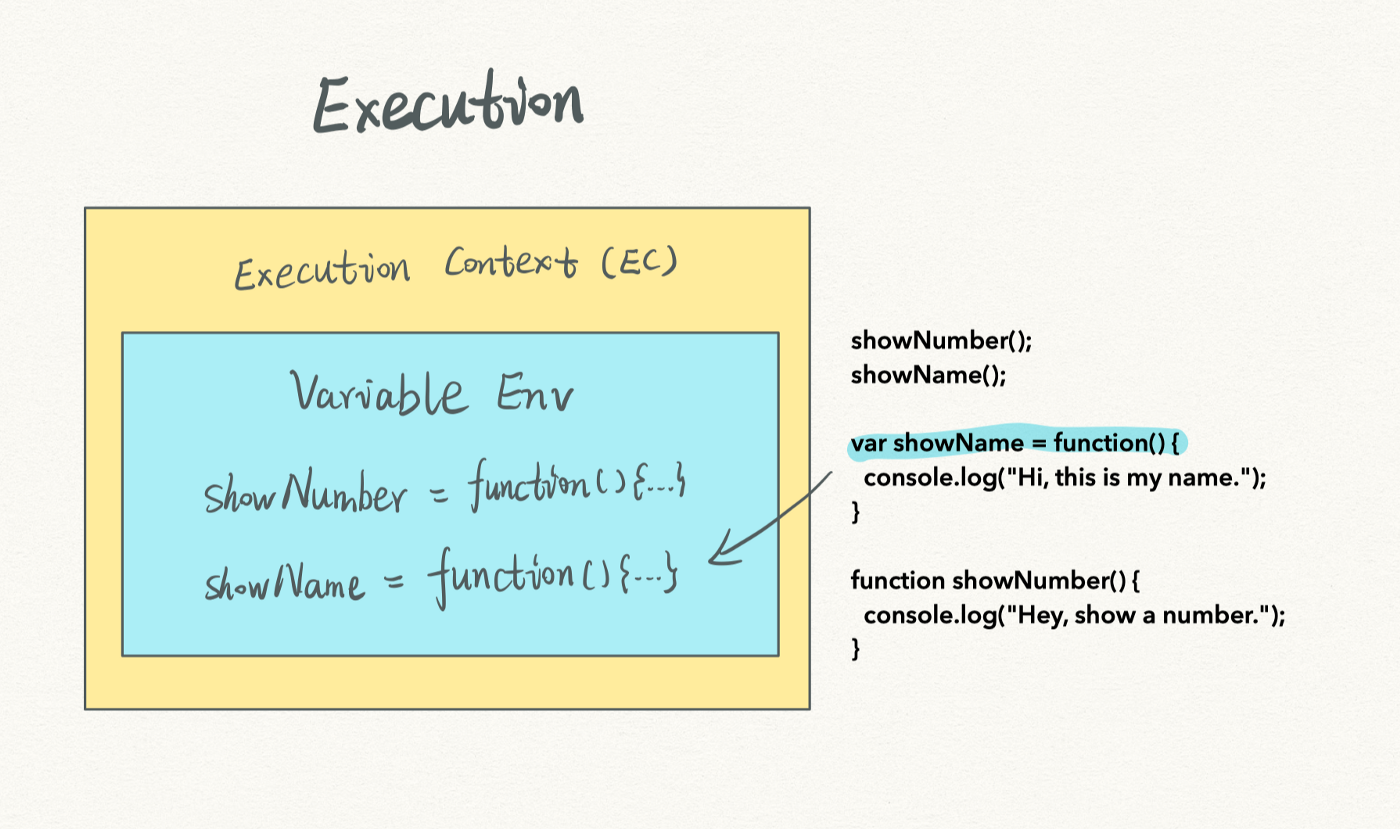 Execution
Execution Context (EC)
Variable Env
showNumber = function(){...}
showName = function(){...}
showNumber();
showName();
var showName = function() {
console.log("Hi, this is my name.");
}
function showNumber() {
console.log("Hey, show a number.");
}